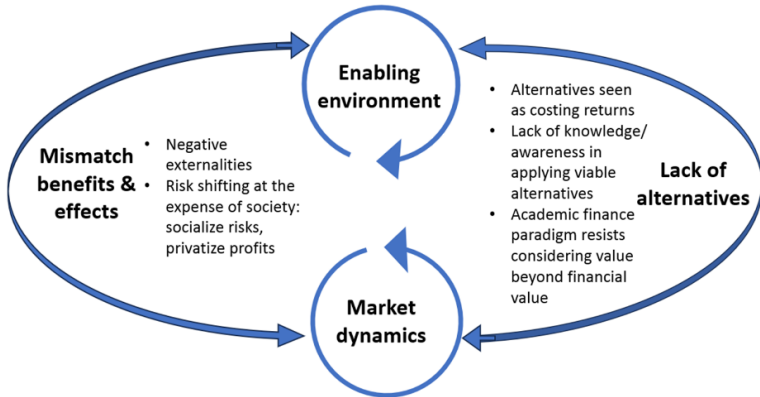 Enabling
environment
Mismatch
benefits &
effects
• Negative
externalities
• Risk shifting at the
expense of society:
socialize risks,
privatize profits
• Alternatives seen
as costing returns
• Lack of knowledge/
awareness in
applying viable
alternatives
• Academic finance
paradigm resists
considering value
beyond financial
value
Lack of
alternatives
Market
dynamics